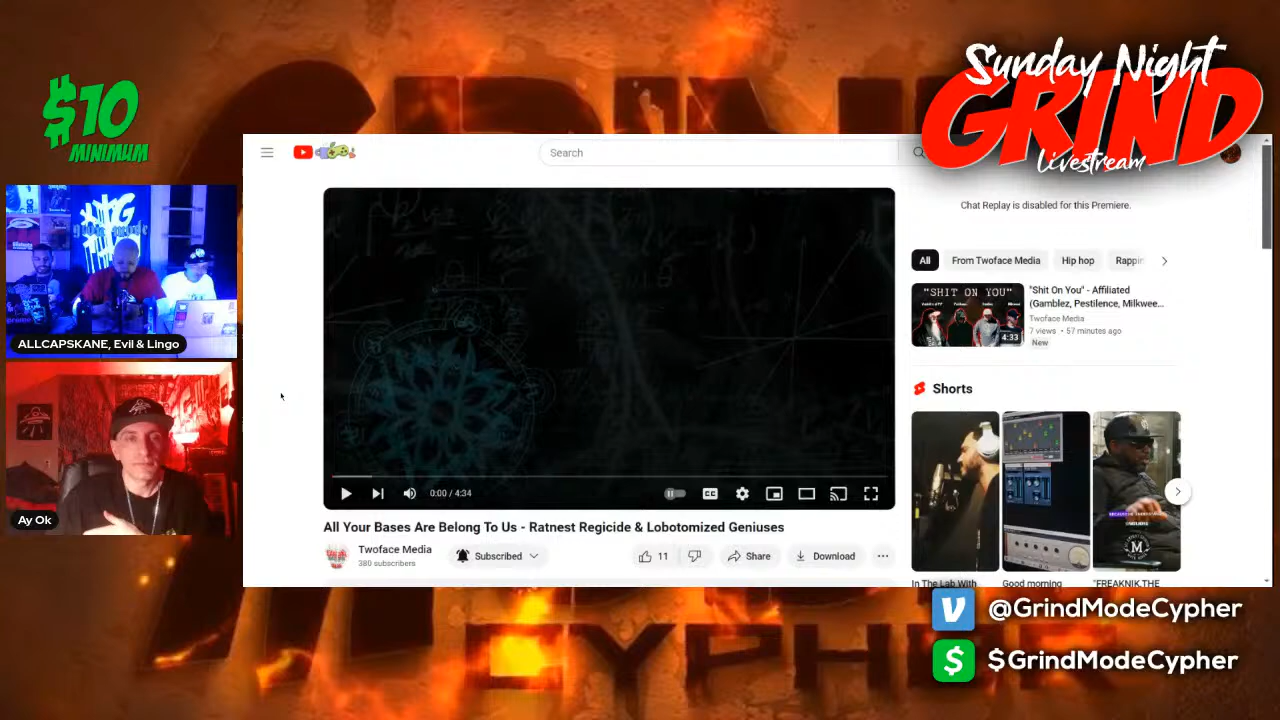 Sunday Night
GRIND
Livestream
$10
MINIMUM
Search
Chat Replay is disabled for this Premiere.
All
From Twoface Media
Hip hop
Rappin
"SHIT ON YOU"
4:33
"Shit On You" - Affiliated
(Gamblez, Pestilence, Milkwee...
Twoface Media
7 views • 57 minutes ago
New
Shorts
ALLCAPSKANE, Evil & Lingo
Ay Ok
0:00 / 4:34
CC
All Your Bases Are Belong To Us - Ratnest Regicide & Lobotomized Geniuses
Twoface Media
380 subscribers
Subscribed
11
Share
Download
In The Lab With
Good morning
"FREAKNIK.THE
@GrindModeCypher
$GrindModeCypher
CYPHER